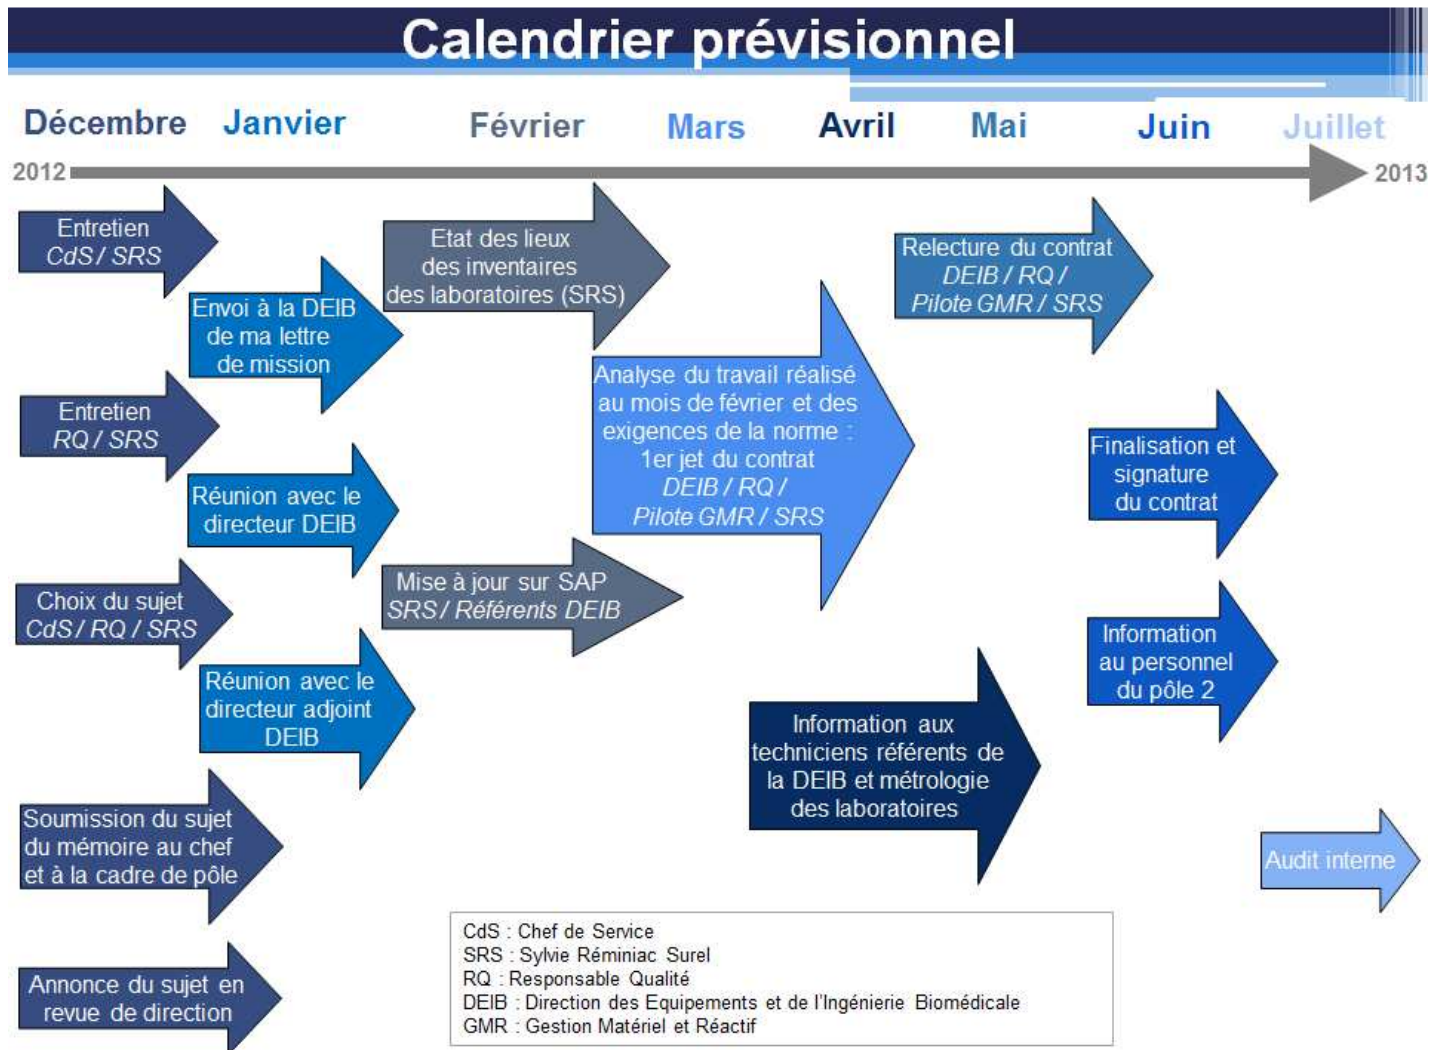 Calendrier prévisionnel
Décembre Janvier Février Mars Avril Mai Juin Juillet
2012 2013
Entretien
CdS / SRS
Entretien
RQ / SRS
Choix du sujet
CdS / RQ / SRS
Soumission du sujet
du mémoire au chef
et à la cadre de pôle
Annonce du sujet en
revue de direction
Envoi à la DEIB
de ma lettre
de mission
Réunion avec le
directeur DEIB
Réunion avec le
directeur adjoint
DEIB
Etat des lieux
des inventaires
des laboratoires (SRS)
Mise à jour sur SAP
SRS / Référents DEIB
Analyse du travail réalisé
au mois de février et des
exigences de la norme :
1er jet du contrat
DEIB / RQ /
Pilote GMR / SRS
Information aux
techniciens référents de
la DEIB et métrologie
des laboratoires
Relecture du contrat
DEIB / RQ /
Pilote GMR / SRS
Finalisation et
signature
du contrat
Information
au personnel
du pôle 2
Audit interne
CdS : Chef de Service
SRS : Sylvie Réminiac Surel
RQ : Responsable Qualité
DEIB : Direction des Equipements et de l'Ingénierie Biomédicale
GMR : Gestion Matériel et Réactif